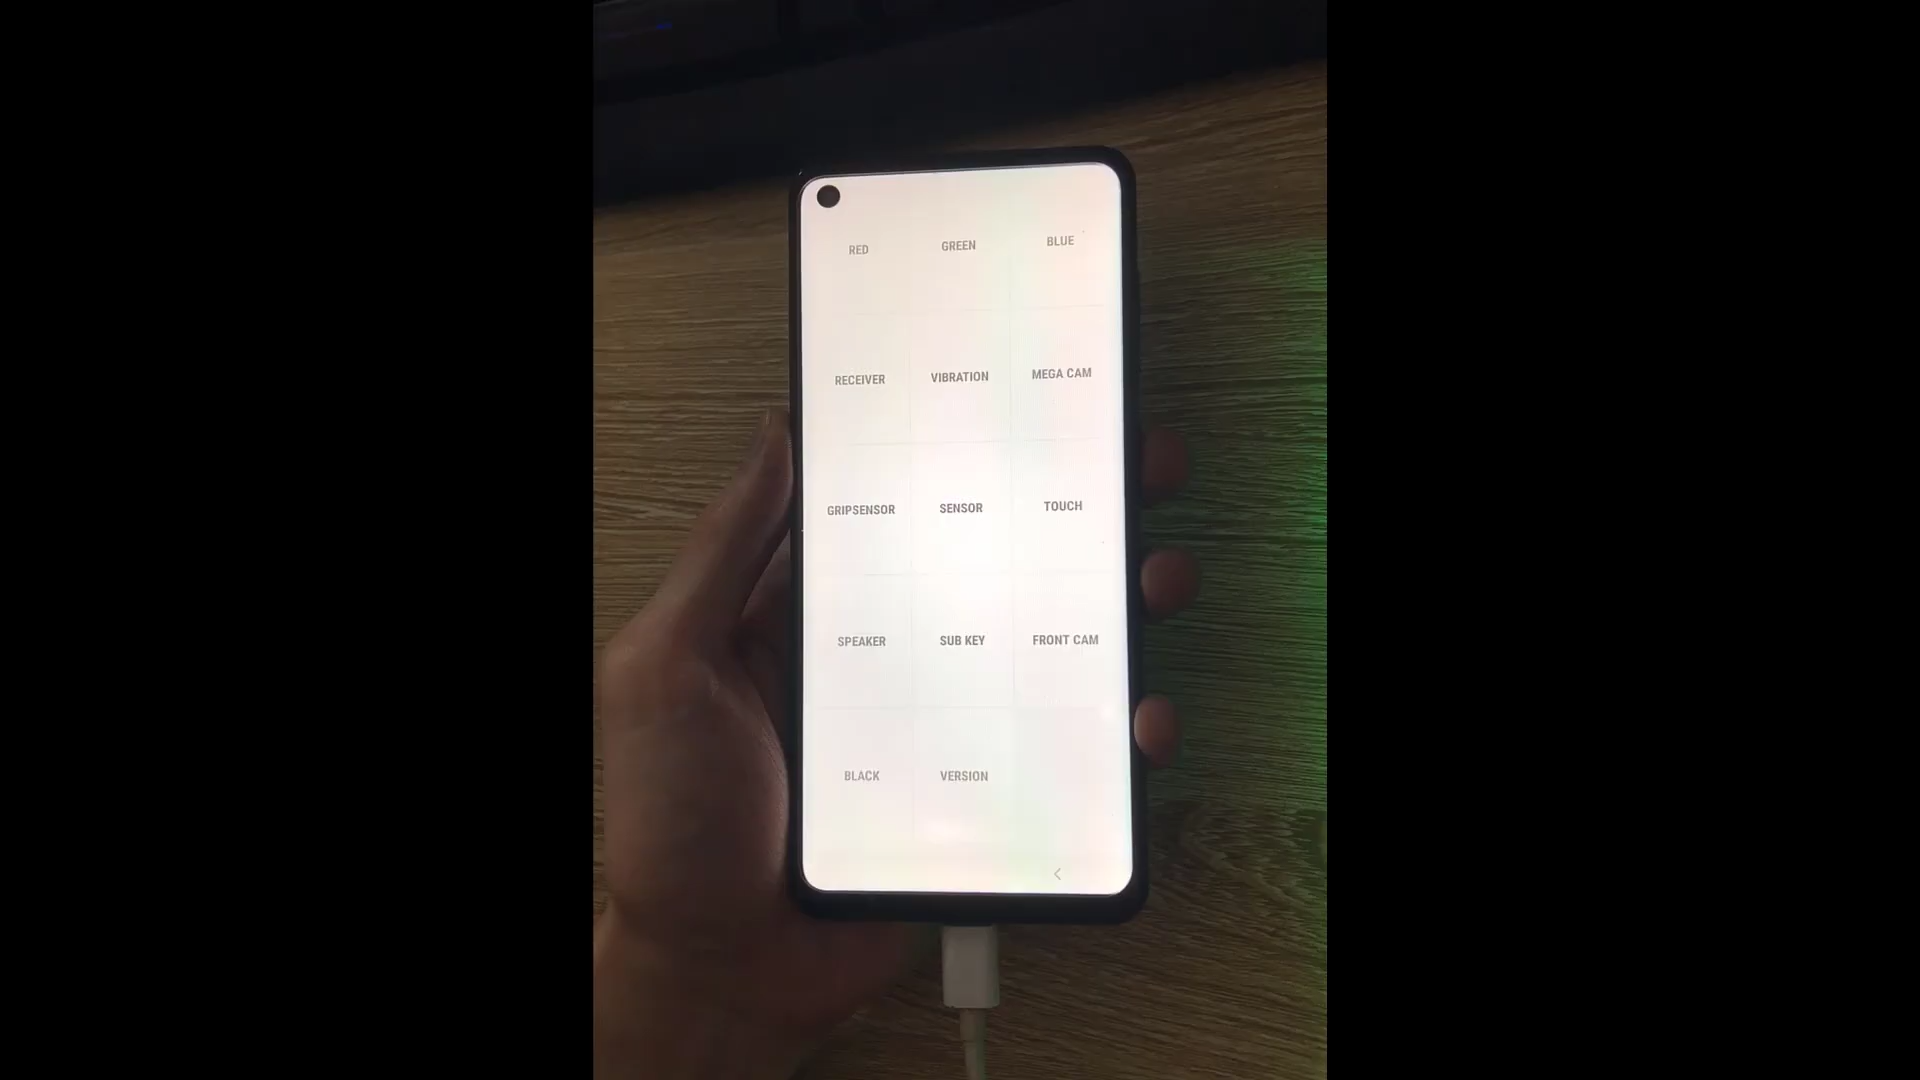 RED GREEN BLUE
RECEIVER VIBRATION MEGA CAM
GRIPSENSOR SENSOR TOUCH
SPEAKER SUB KEY FRONT CAM
BLACK VERSION